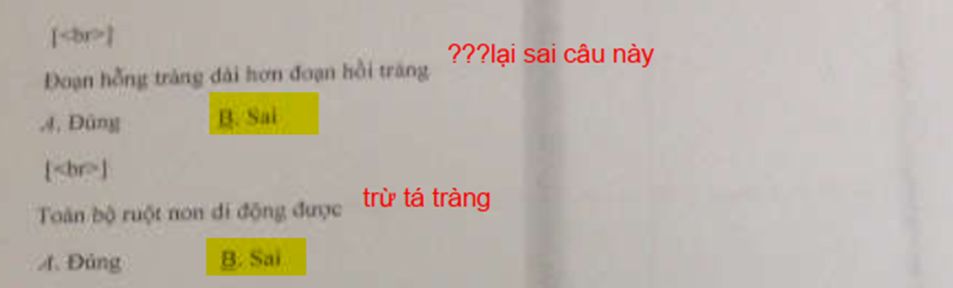 [<br>]
Đoạn hỗng tràng dài hơn đoạn hồi tràng ???lại sai câu này
A. Đúng B. Sai
[<br>]
Toàn bộ ruột non di động được trừ tá tràng
A. Đúng B. Sai